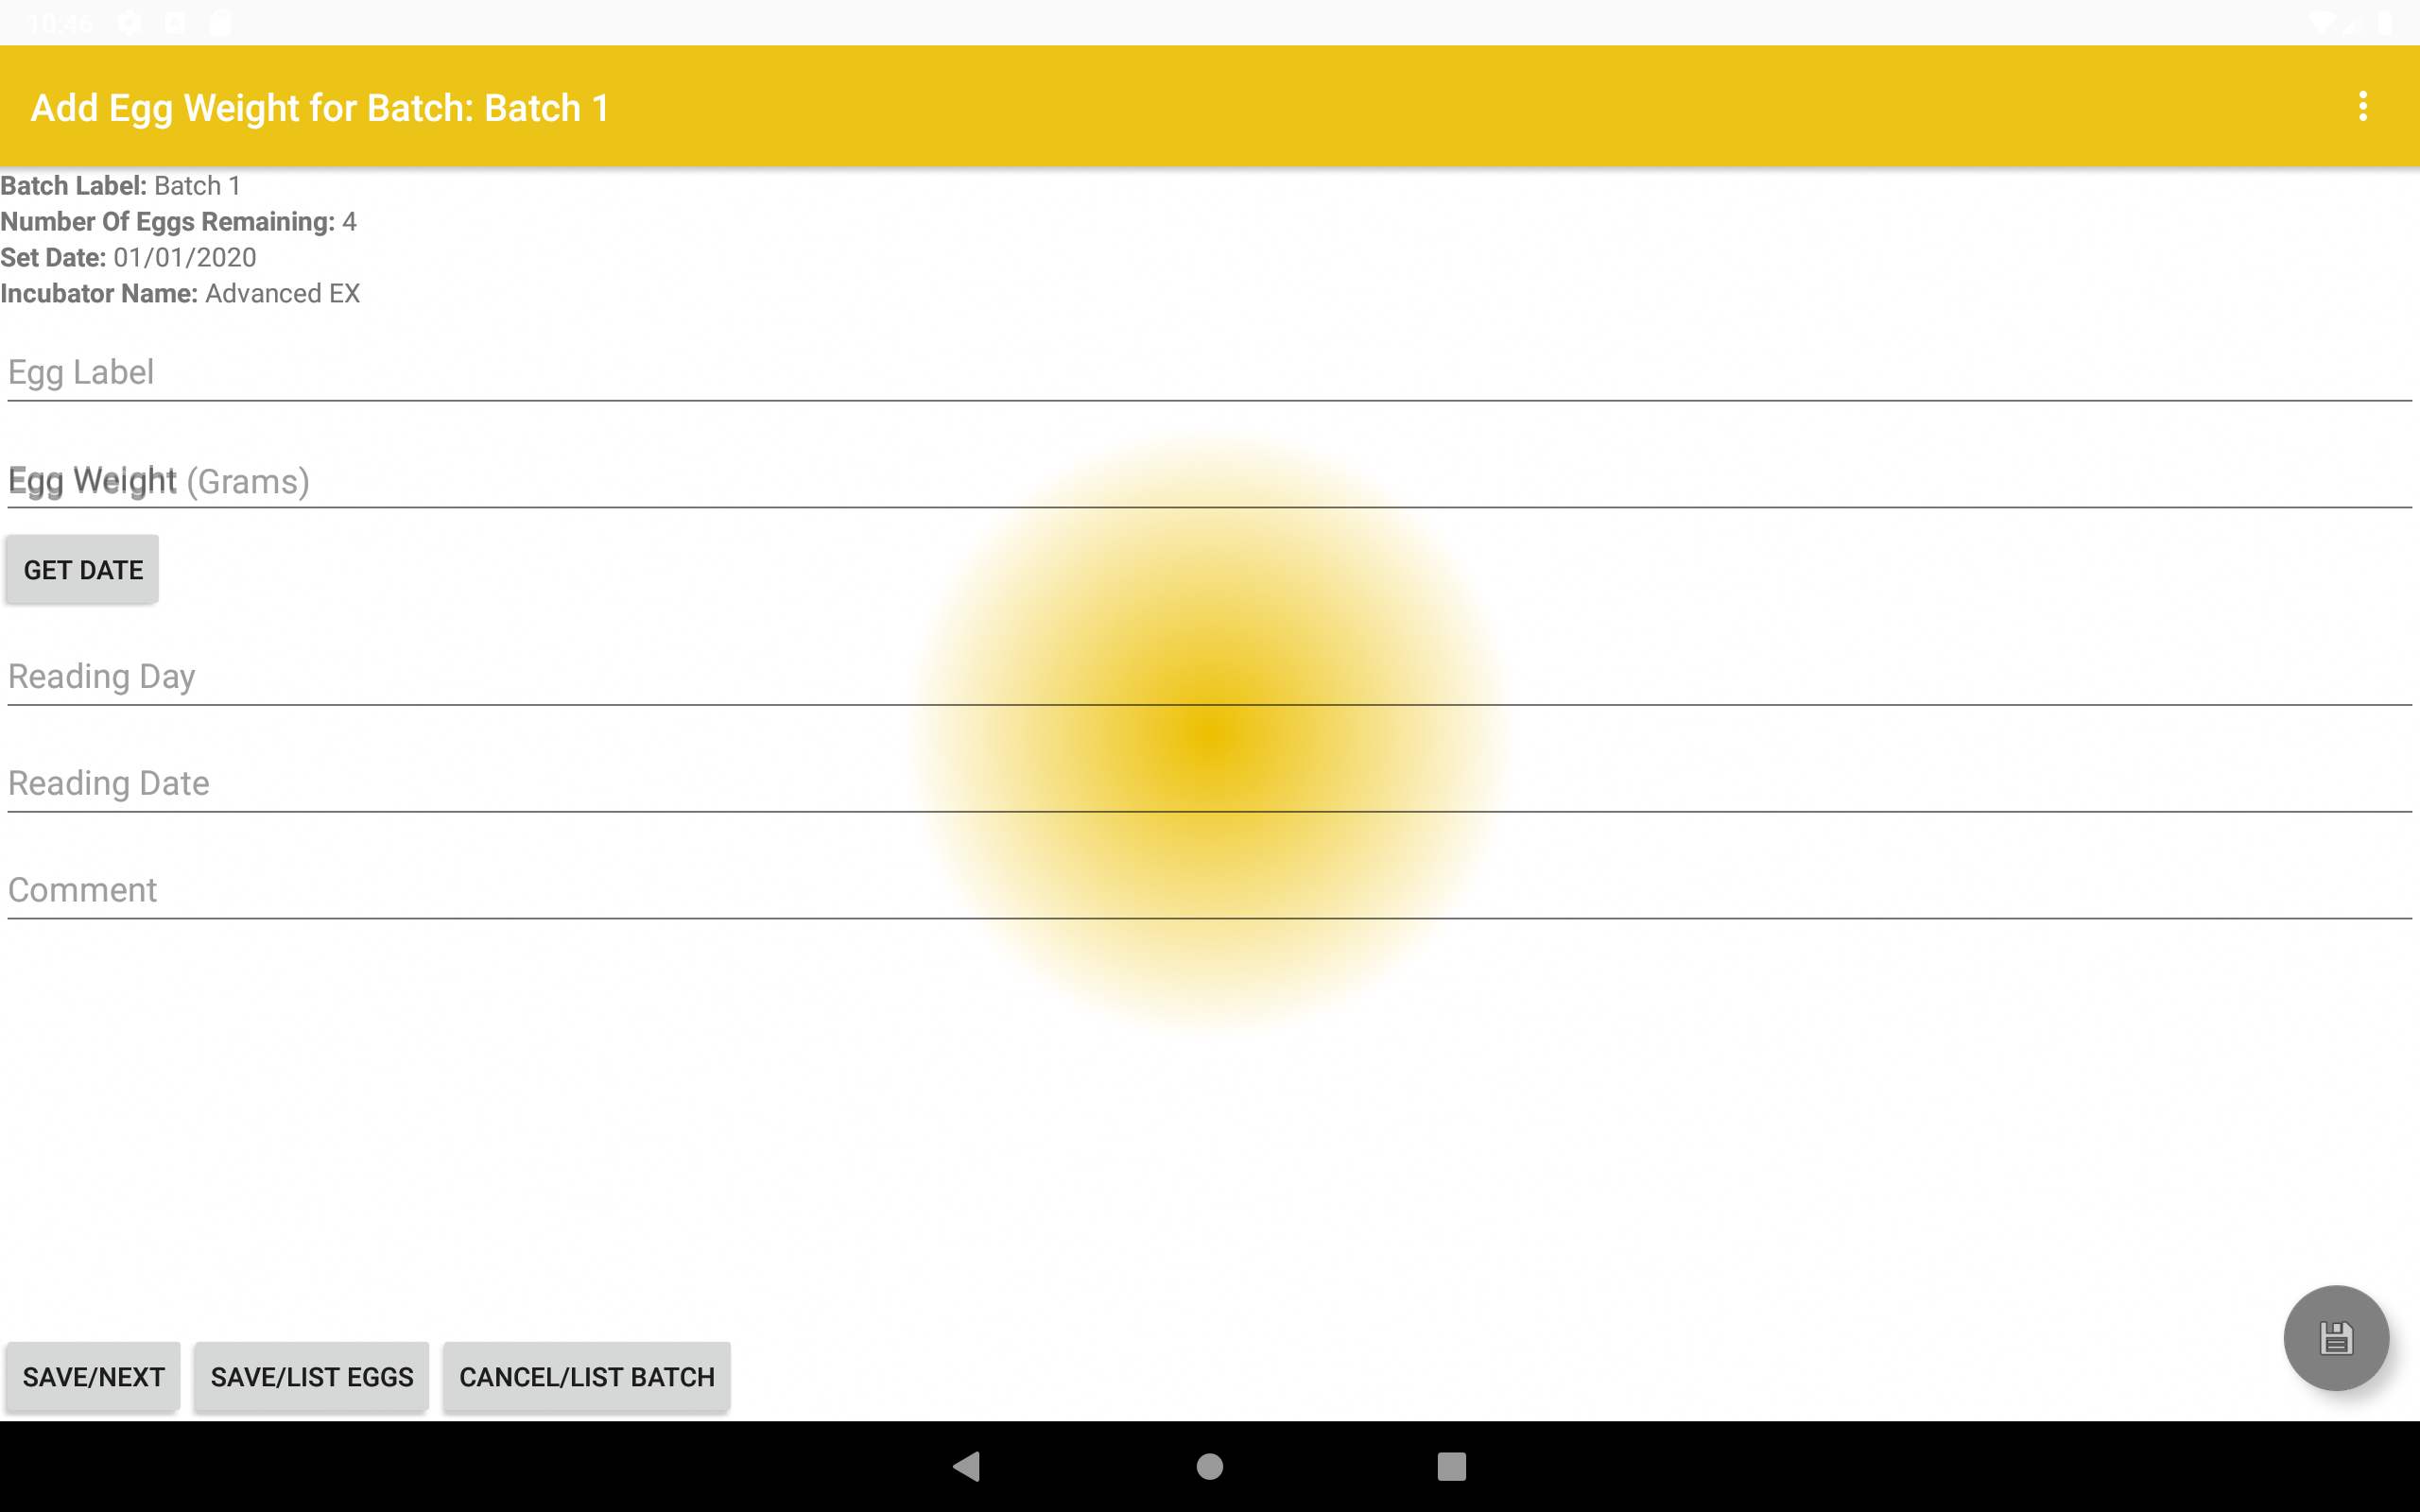 10:46
Add Egg Weight for Batch: Batch 1
Batch Label: Batch 1
Number Of Eggs Remaining: 4
Set Date: 01/01/2020
Incubator Name: Advanced EX
Egg Label
Egg Weight (Grams)
GET DATE
Reading Day
Reading Date
Comment
SAVE/NEXT SAVE/LIST EGGS CANCEL/LIST BATCH